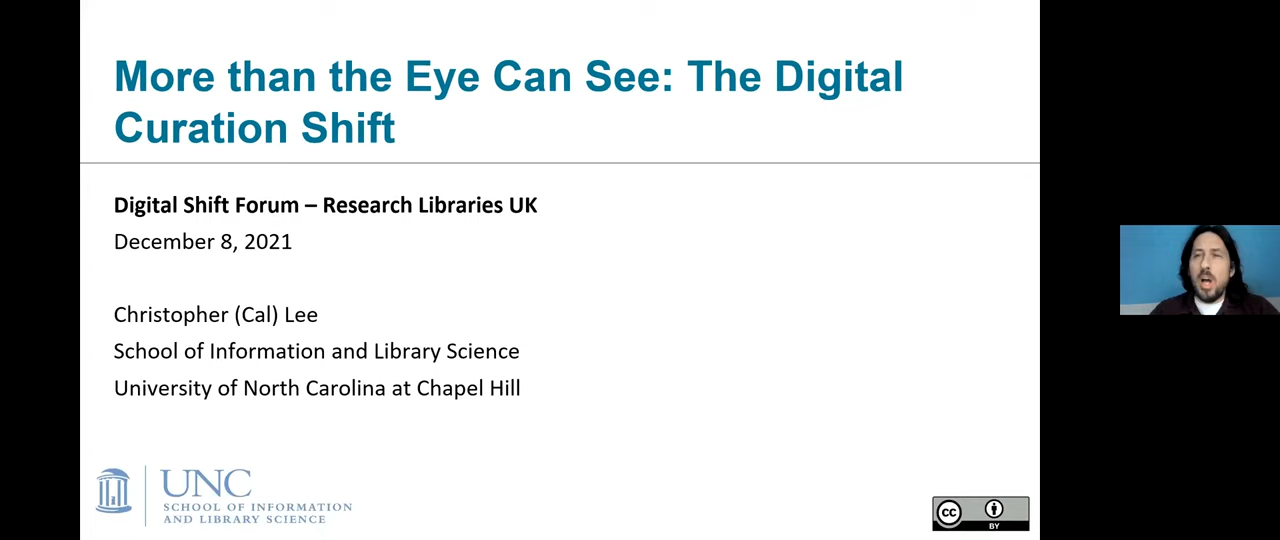 More than the Eye Can See: The Digital
Curation Shift
Digital Shift Forum – Research Libraries UK
December 8, 2021
Christopher (Cal) Lee
School of Information and Library Science
University of North Carolina at Chapel Hill
UNC
SCHOOL OF INFORMATION
AND LIBRARY SCIENCE
cc
BY